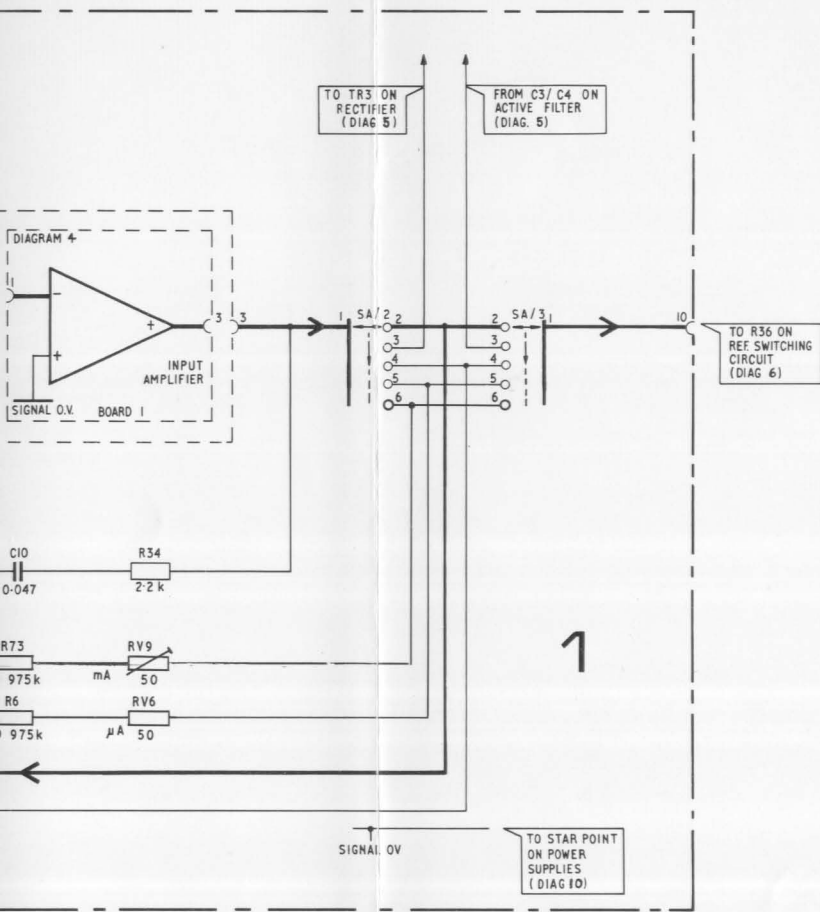 TO TR3 ON
RECTIFIER
(DIAG 5)
FROM C3/C4 ON
ACTIVE FILTER
(DIAG. 5)
DIAGRAM 4
1
3
3
INPUT
AMPLIFIER
SIGNAL O.V.
BOARD 1
1
SA/2
2
3
4
5
6
2
3
4
5
6
SA/3
1
10
TO R36 ON
REF. SWITCHING
CIRCUIT
(DIAG 6)
C10
0·047
R34
2·2 k
R73
975k
mA
RV9
50
R6
975k
μA
RV6
50
1
SIGNAL OV
TO STAR POINT
ON POWER
SUPPLIES
(DIAG 10)